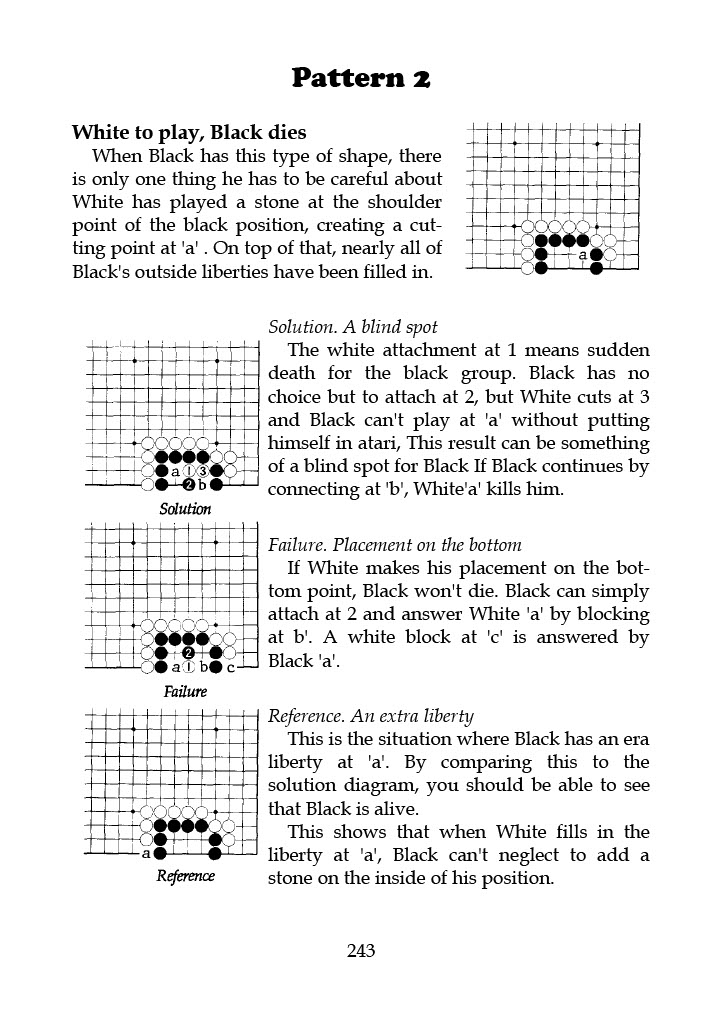 Pattern 2
White to play, Black dies
When Black has this type of shape, there
is only one thing he has to be careful about
White has played a stone at the shoulder
point of the black position, creating a cut-
ting point at 'a' . On top of that, nearly all of
Black's outside liberties have been filled in.
a
Solution. A blind spot
The white attachment at 1 means sudden
death for the black group. Black has no
choice but to attach at 2, but White cuts at 3
and Black can't play at 'a' without putting
himself in atari, This result can be something
of a blind spot for Black If Black continues by
connecting at 'b', White'a' kills him.
a 1 3
2 b
Solution
Failure. Placement on the bottom
If White makes his placement on the bot-
tom point, Black won't die. Black can simply
attach at 2 and answer White 'a' by blocking
at b'. A white block at 'c' is answered by
Black 'a'.
2
a 1 b c
Failure
Reference. An extra liberty
This is the situation where Black has an era
liberty at 'a'. By comparing this to the
solution diagram, you should be able to see
that Black is alive.
This shows that when White fills in the
liberty at 'a', Black can't neglect to add a
stone on the inside of his position.
a
Reference
243